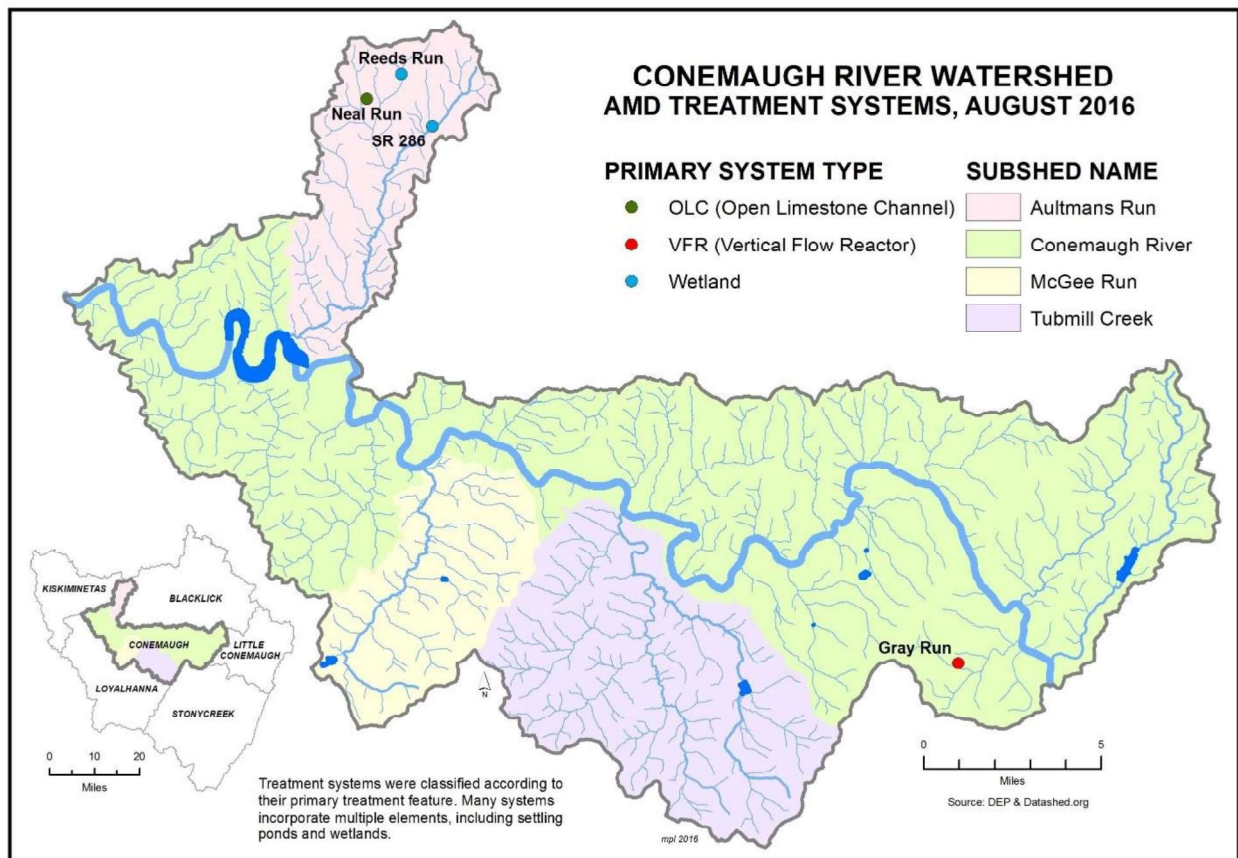 CONEMAUGH RIVER WATERSHED
AMD TREATMENT SYSTEMS, AUGUST 2016
Reeds Run
Neal Run
SR 286
PRIMARY SYSTEM TYPE
OLC (Open Limestone Channel)
VFR (Vertical Flow Reactor)
Wetland
SUBSHED NAME
Aultmans Run
Conemaugh River
McGee Run
Tubmill Creek
Gray Run
KISKIMINETAS
BLACKLICK
CONEMAUGH
LITTLE
CONEMAUGH
LOYALHANNA
STONYCREEK
N
0 10 20
Miles
0 5
Miles
Source: DEP & Datashed.org
Treatment systems were classified according to
their primary treatment feature. Many systems
incorporate multiple elements, including settling
ponds and wetlands.
mpl 2016